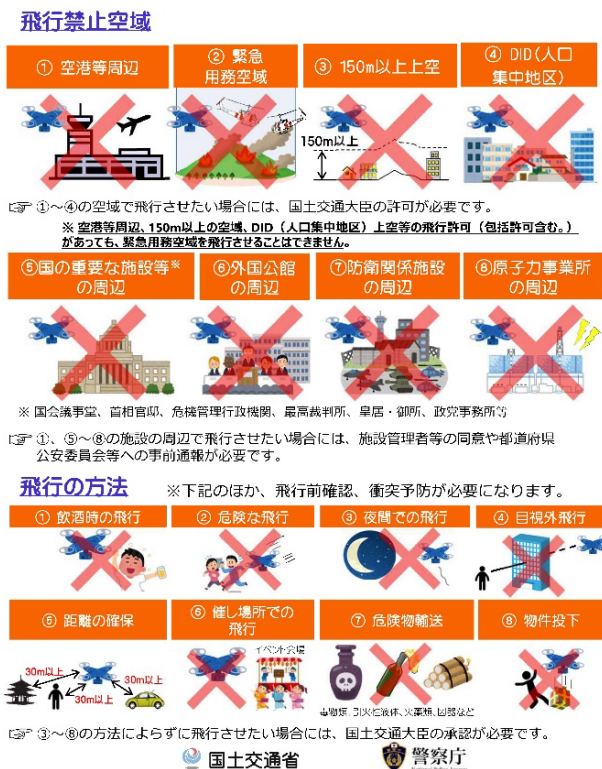 飛行禁止空域
① 空港等周辺
② 緊急
用務空域
③ 150m以上上空
④ DID(人口
集中地区)
150m以上
☞ ①～④の空域で飛行させたい場合には、国土交通大臣の許可が必要です。
※ 空港等周辺、150m以上の空域、DID(人口集中地区)上空等の飛行許可(包括許可含む。)
があっても、緊急用務空域を飛行させることはできません。
⑤国の重要な施設等※
の周辺
⑥外国公館
の周辺
⑦防衛関係施設
の周辺
⑧原子力事業所
の周辺
※ 国会議事堂、首相官邸、危機管理行政機関、最高裁判所、皇居・御所、政党事務所等
☞ ①、⑤～⑧の施設の周辺で飛行させたい場合には、施設管理者等の同意や都道府県
公安委員会等への事前通報が必要です。
飛行の方法
※下記のほか、飛行前確認、衝突予防が必要になります。
① 飲酒時の飛行
② 危険な飛行
③ 夜間での飛行
④ 目視外飛行
⑤ 距離の確保
⑥ 催し場所での
飛行
⑦ 危険物輸送
⑧ 物件投下
30m以上
30m以上
30m以上
イベント会場
毒物類、引火性液体、火薬類、凶器など
☞ ③～⑧の方法によらずに飛行させたい場合には、国土交通大臣の承認が必要です。
国土交通省
警察庁